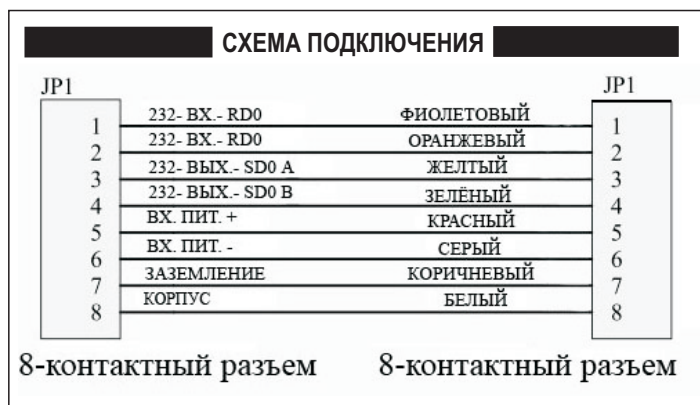 СХЕМА ПОДКЛЮЧЕНИЯ
JP1 JP1
1 232- ВХ.- RD0 ФИОЛЕТОВЫЙ 1
2 232- ВХ.- RD0 ОРАНЖЕВЫЙ 2
3 232- ВЫХ.- SD0 A ЖЕЛТЫЙ 3
4 232- ВЫХ.- SD0 B ЗЕЛЁНЫЙ 4
5 ВХ. ПИТ. + КРАСНЫЙ 5
6 ВХ. ПИТ. - СЕРЫЙ 6
7 ЗАЗЕМЛЕНИЕ КОРИЧНЕВЫЙ 7
8 КОРПУС БЕЛЫЙ 8
8-контактный разъем 8-контактный разъем